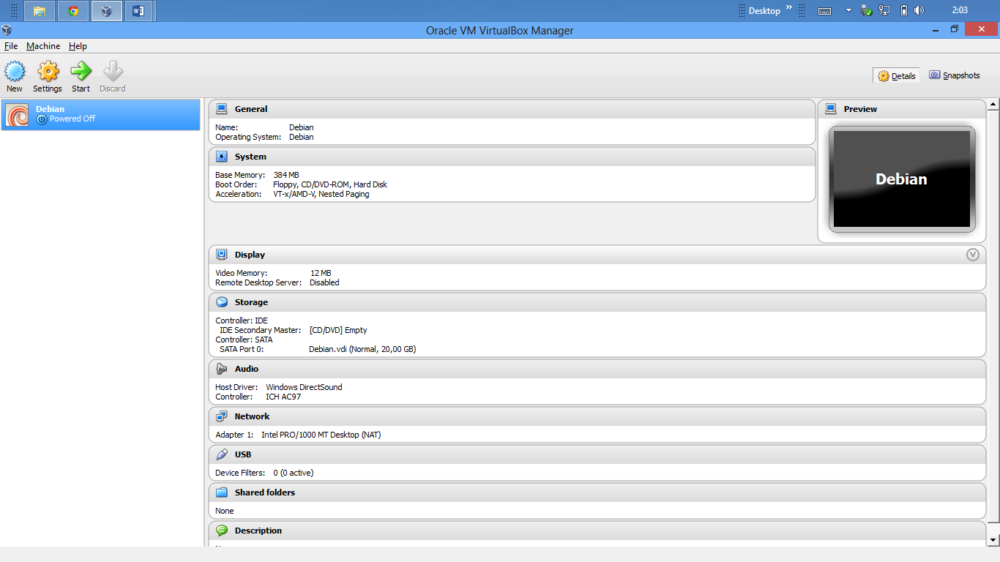 Desktop »
2:03
Oracle VM VirtualBox Manager
File Machine Help
New Settings Start Discard
Details Snapshots
Debian
Powered Off
General
Name: Debian
Operating System: Debian
System
Base Memory: 384 MB
Boot Order: Floppy, CD/DVD-ROM, Hard Disk
Acceleration: VT-x/AMD-V, Nested Paging
Preview
Debian
Display
Video Memory: 12 MB
Remote Desktop Server: Disabled
Storage
Controller: IDE
IDE Secondary Master: [CD/DVD] Empty
Controller: SATA
SATA Port 0: Debian.vdi (Normal, 20,00 GB)
Audio
Host Driver: Windows DirectSound
Controller: ICH AC97
Network
Adapter 1: Intel PRO/1000 MT Desktop (NAT)
USB
Device Filters: 0 (0 active)
Shared folders
None
Description